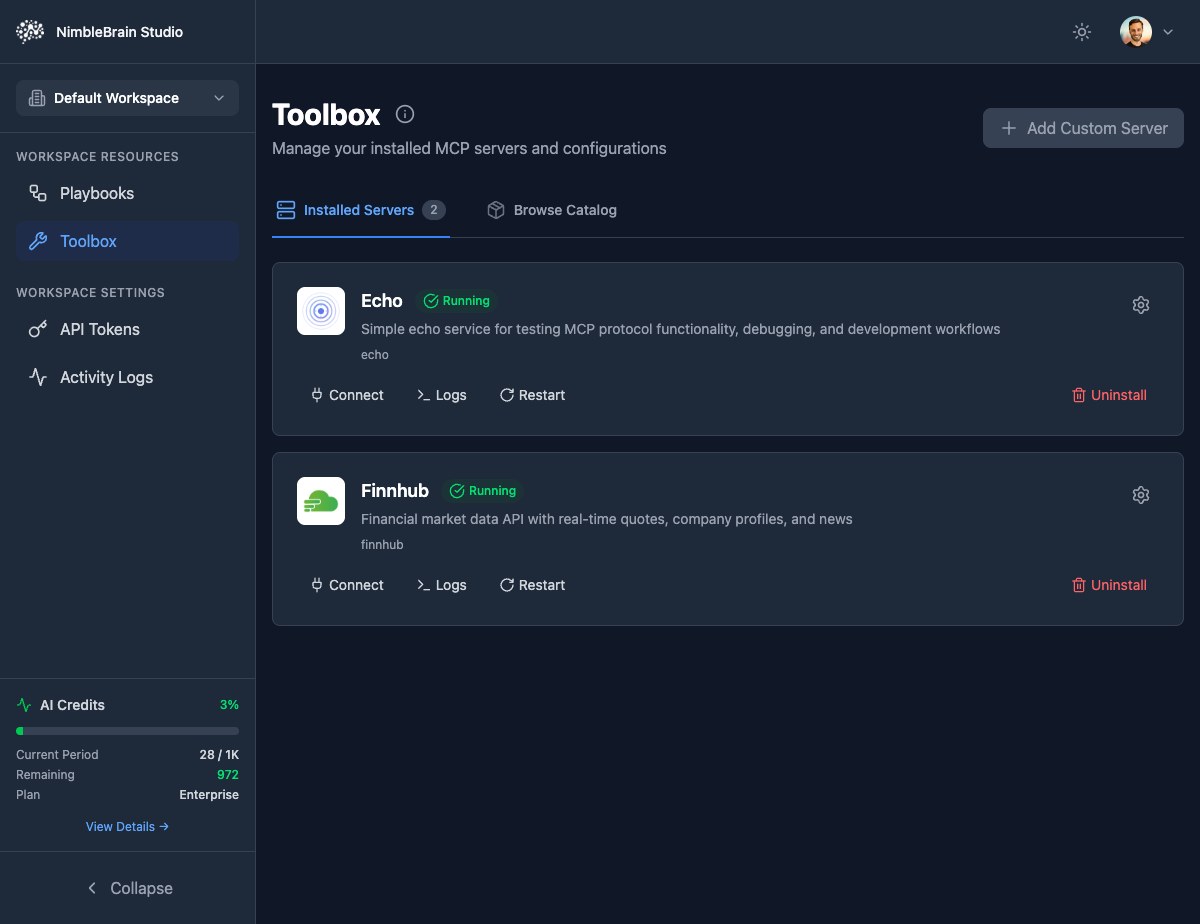 NimbleBrain Studio
Default Workspace
WORKSPACE RESOURCES
Playbooks
Toolbox
WORKSPACE SETTINGS
API Tokens
Activity Logs
AI Credits 3%
Current Period 28 / 1K
Remaining 972
Plan Enterprise
View Details →
Collapse
Toolbox
Manage your installed MCP servers and configurations
Add Custom Server
Installed Servers 2
Browse Catalog
Echo Running
Simple echo service for testing MCP protocol functionality, debugging, and development workflows
echo
Connect Logs Restart Uninstall
Finnhub Running
Financial market data API with real-time quotes, company profiles, and news
finnhub
Connect Logs Restart Uninstall